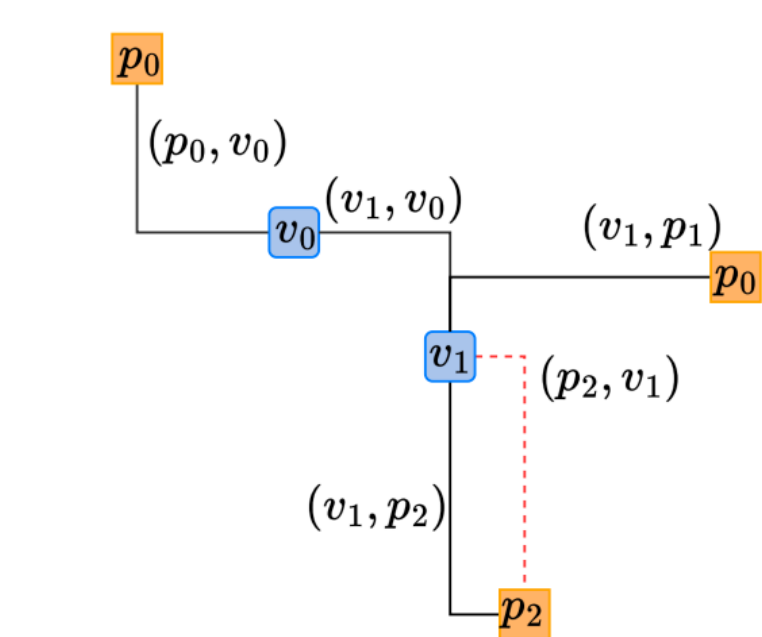 p₀
(p₀, v₀)
(v₁, v₀)
v₀
(v₁, p₁)
p₀
v₁
(p₂, v₁)
(v₁, p₂)
p₂